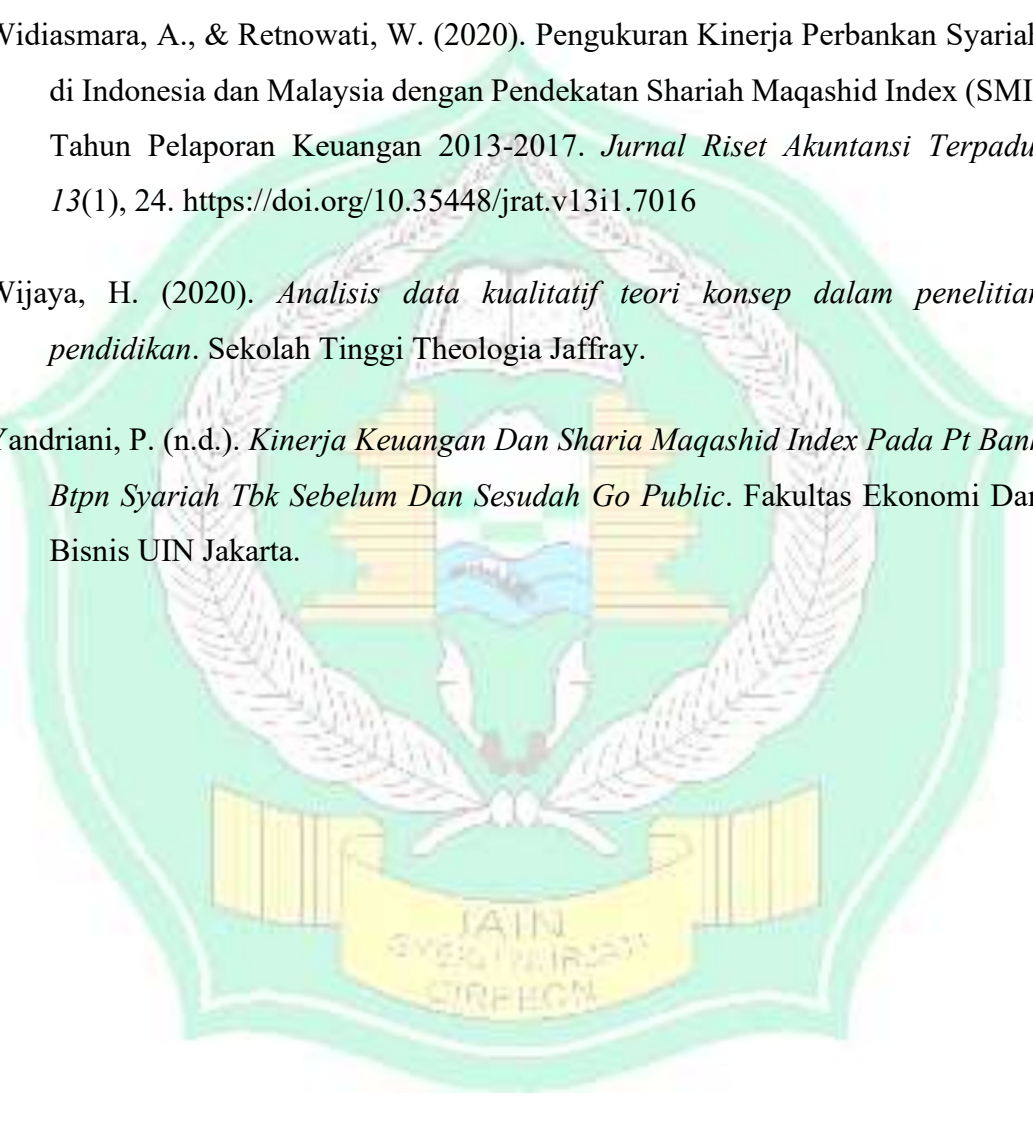 Widiasmara, A., & Retnowati, W. (2020). Pengukuran Kinerja Perbankan Syariah
di Indonesia dan Malaysia dengan Pendekatan Shariah Maqashid Index (SMI)
Tahun Pelaporan Keuangan 2013-2017. Jurnal Riset Akuntansi Terpadu,
13(1), 24. https://doi.org/10.35448/jrat.v13i1.7016
Wijaya, H. (2020). Analisis data kualitatif teori konsep dalam penelitian
pendidikan. Sekolah Tinggi Theologia Jaffray.
Yandriani, P. (n.d.). Kinerja Keuangan Dan Sharia Maqashid Index Pada Pt Bank
Btpn Syariah Tbk Sebelum Dan Sesudah Go Public. Fakultas Ekonomi Dan
Bisnis UIN Jakarta.
IAIN
SYEKH NURJATI
CIREBON